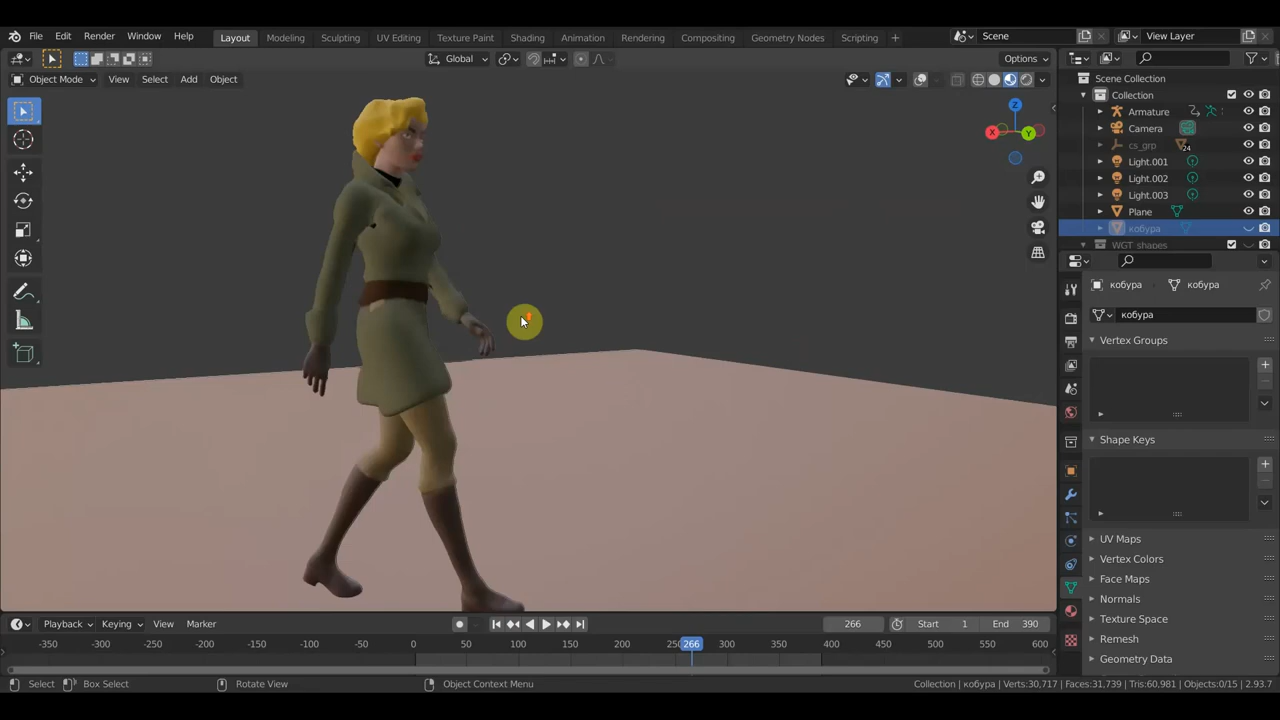 File Edit Render Window Help Layout Modeling Sculpting UV Editing Texture Paint Shading Animation Rendering Compositing Geometry Nodes Scripting + Scene View Layer
Global Options
Object Mode View Select Add Object
Scene Collection
Collection
Armature
Camera
cs_grp 24
Light.001
Light.002
Light.003
Plane
кобура
WGT_shapes
X Y Z
кобура кобура
кобура
Vertex Groups
Shape Keys
UV Maps
Vertex Colors
Face Maps
Normals
Texture Space
Remesh
Geometry Data
Playback Keying View Marker 266 Start 1 End 390
-350 -300 -250 -200 -150 -100 -50 0 50 100 150 200 25 266 300 350 400 450 500 550 600
Select Box Select Rotate View Object Context Menu Collection | кобура | Verts:30,717 | Faces:31,739 | Tris:60,981 | Objects:0/15 | 2.93.7